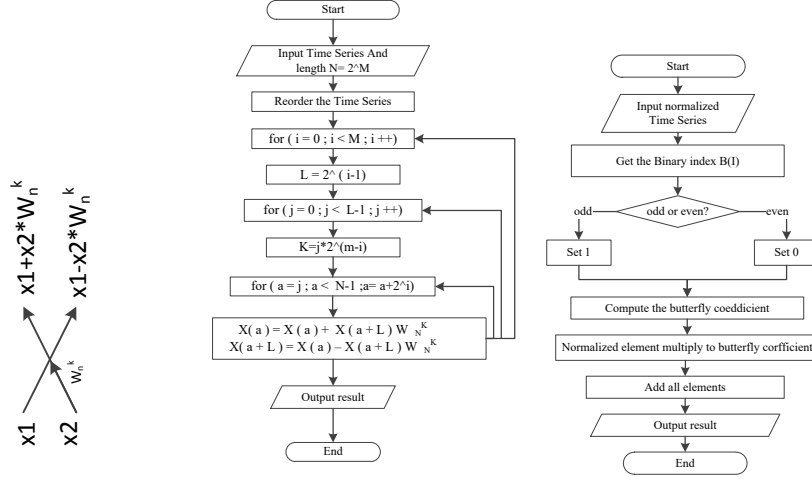 x1+x2*W_n^k
x1-x2*W_n^k
W_n^k
x1
x2
Start
Input Time Series And
length N= 2^M
Reorder the Time Series
for ( i = 0 ; i < M ; i ++)
L = 2^ ( i-1)
for ( j = 0 ; j < L-1 ; j ++)
K=j*2^(m-i)
for ( a = j ; a < N-1 ;a= a+2^i)
X( a ) = X ( a ) + X ( a + L ) W _N^K
X( a + L ) = X ( a ) – X ( a + L ) W _N^K
Output result
End
Start
Input normalized
Time Series
Get the Binary index B(I)
odd
odd or even?
even
Set 1
Set 0
Compute the butterfly coeddicient
Normalized element multiply to butterfly corfficient
Add all elements
Output result
End